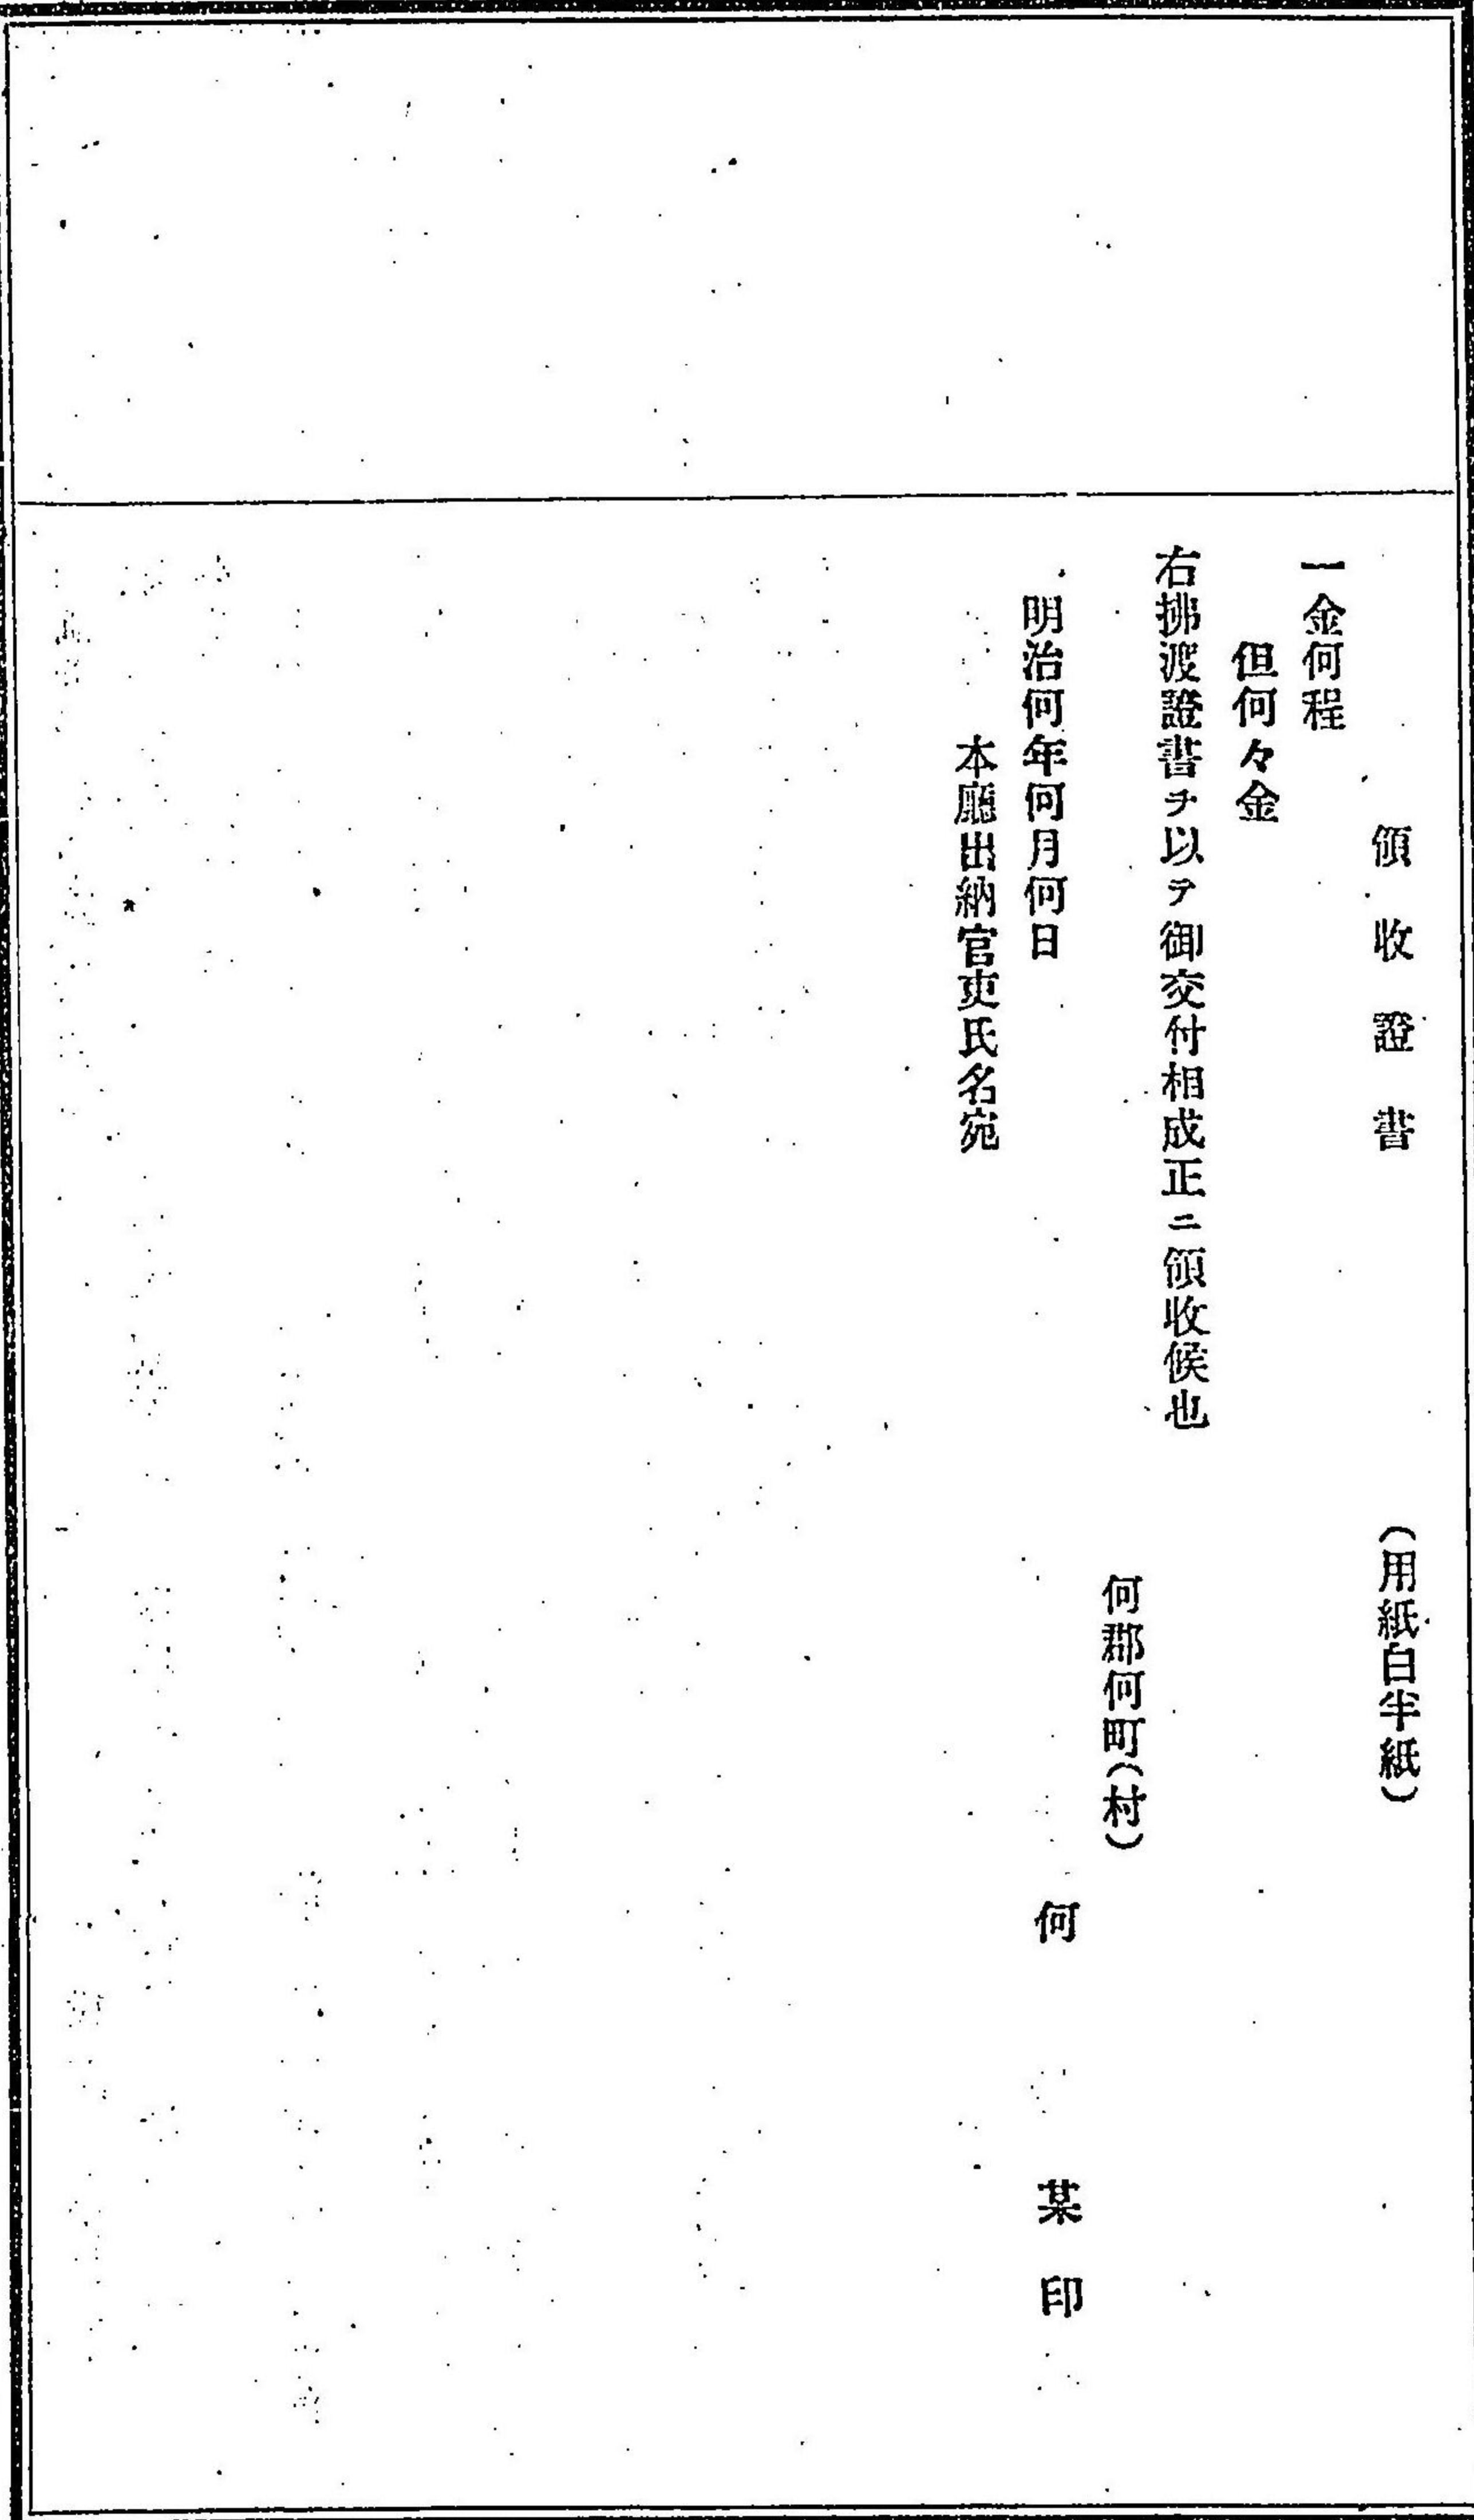 領收證書 (用紙白半紙)
一金何程
但何々金
右拂渡證書ヲ以テ御交付相成正ニ領收候也
何郡何町(村)
明治何年何月何日 何某印
本廳出納官吏氏名宛